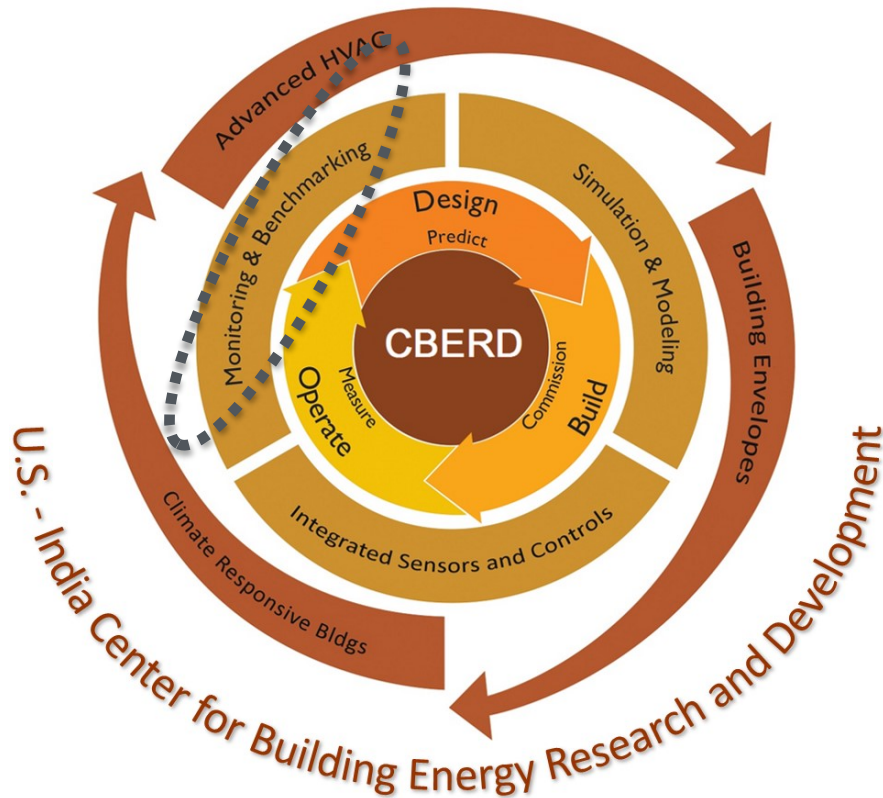 Advanced HVAC
Monitoring & Benchmarking
Simulation & Modeling
Design
Predict
Building Envelopes
CBERD
Operate
Measure
Commission
Build
Integrated Sensors and Controls
Climate Responsive Bldgs
U.S. - India Center for Building Energy Research and Development